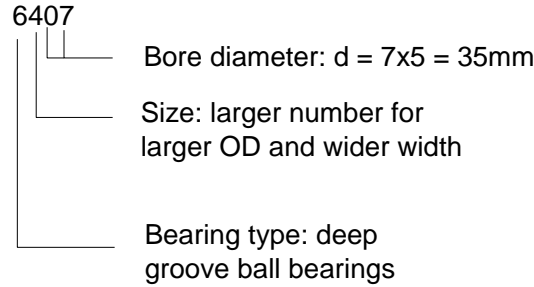 6407
Bore diameter: d = 7x5 = 35mm
Size: larger number for
larger OD and wider width
Bearing type: deep
groove ball bearings